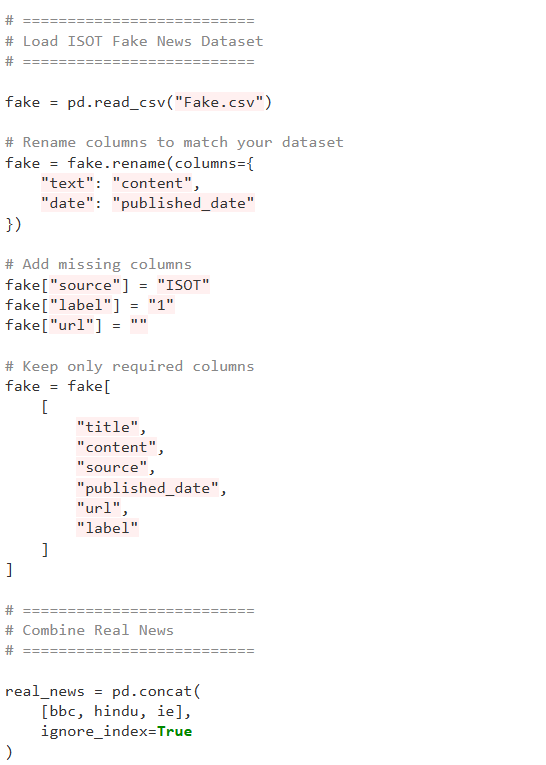 # ==========================
# Load ISOT Fake News Dataset
# ==========================
fake = pd.read_csv("Fake.csv")
# Rename columns to match your dataset
fake = fake.rename(columns={
    "text": "content",
    "date": "published_date"
})
# Add missing columns
fake["source"] = "ISOT"
fake["label"] = "1"
fake["url"] = ""
# Keep only required columns
fake = fake[
    [
        "title",
        "content",
        "source",
        "published_date",
        "url",
        "label"
    ]
]
# ==========================
# Combine Real News
# ==========================
real_news = pd.concat(
    [bbc, hindu, ie],
    ignore_index=True
)